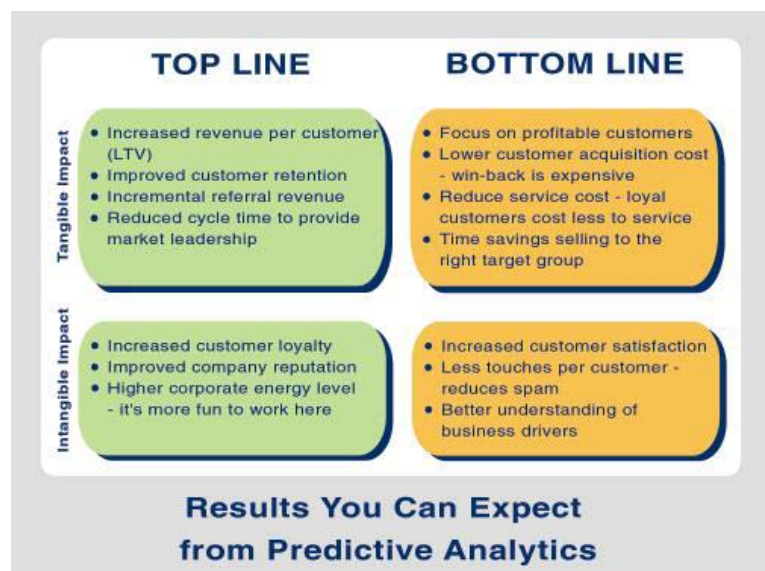 TOP LINE
BOTTOM LINE
Tangible Impact
• Increased revenue per customer
(LTV)
• Improved customer retention
• Incremental referral revenue
• Reduced cycle time to provide
market leadership
• Focus on profitable customers
• Lower customer acquisition cost
- win-back is expensive
• Reduce service cost - loyal
customers cost less to service
• Time savings selling to the
right target group
Intangible Impact
• Increased customer loyalty
• Improved company reputation
• Higher corporate energy level
- it's more fun to work here
• Increased customer satisfaction
• Less touches per customer -
reduces spam
• Better understanding of
business drivers
Results You Can Expect
from Predictive Analytics